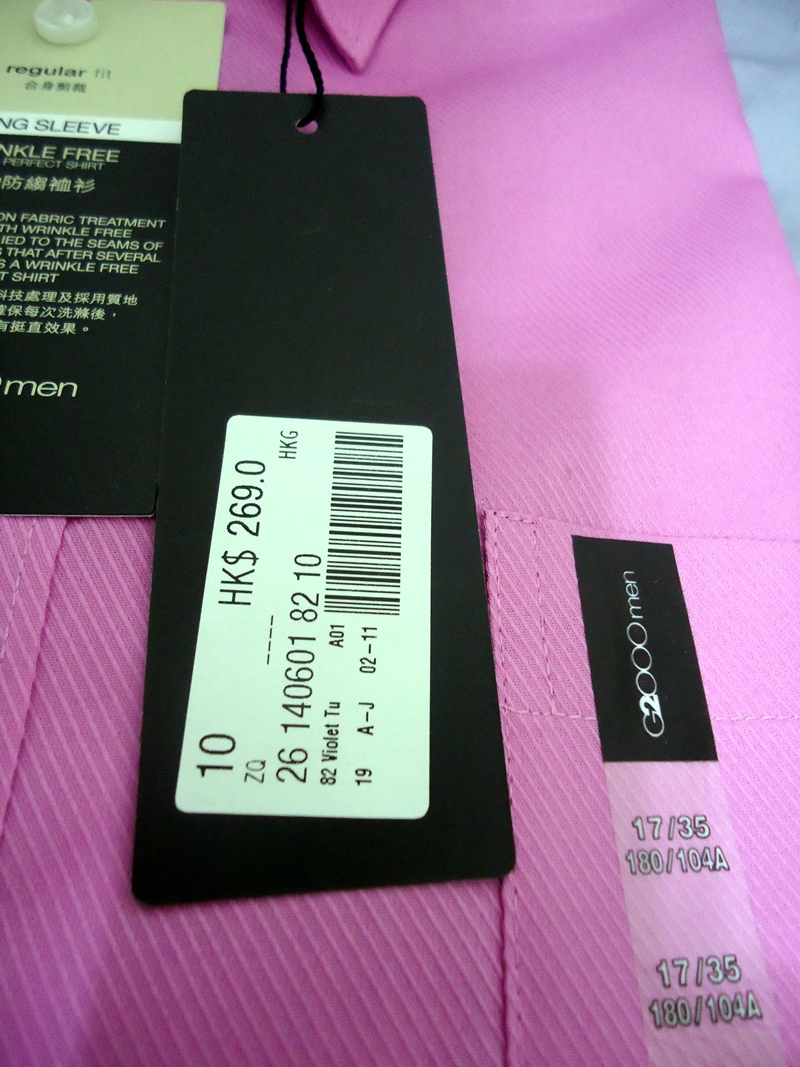 regular fit
合身剪裁
NG SLEEVE
NKLE FREE
PERFECT SHIRT
防縐裇衫
ON FABRIC TREATMENT
TH WRINKLE FREE
IED TO THE SEAMS OF
S THAT AFTER SEVERAL
S A WRINKLE FREE
T SHIRT
科技處理及採用質地
確保每次洗滌後，
有挺直效果。
men
10
HK$ 269.0
HKG
ZQ
----
26 140601 82 10
82 Violet Tu
A01
19 A-J 02-11
G2000 men
17/35
180/104A
17/35
180/104A